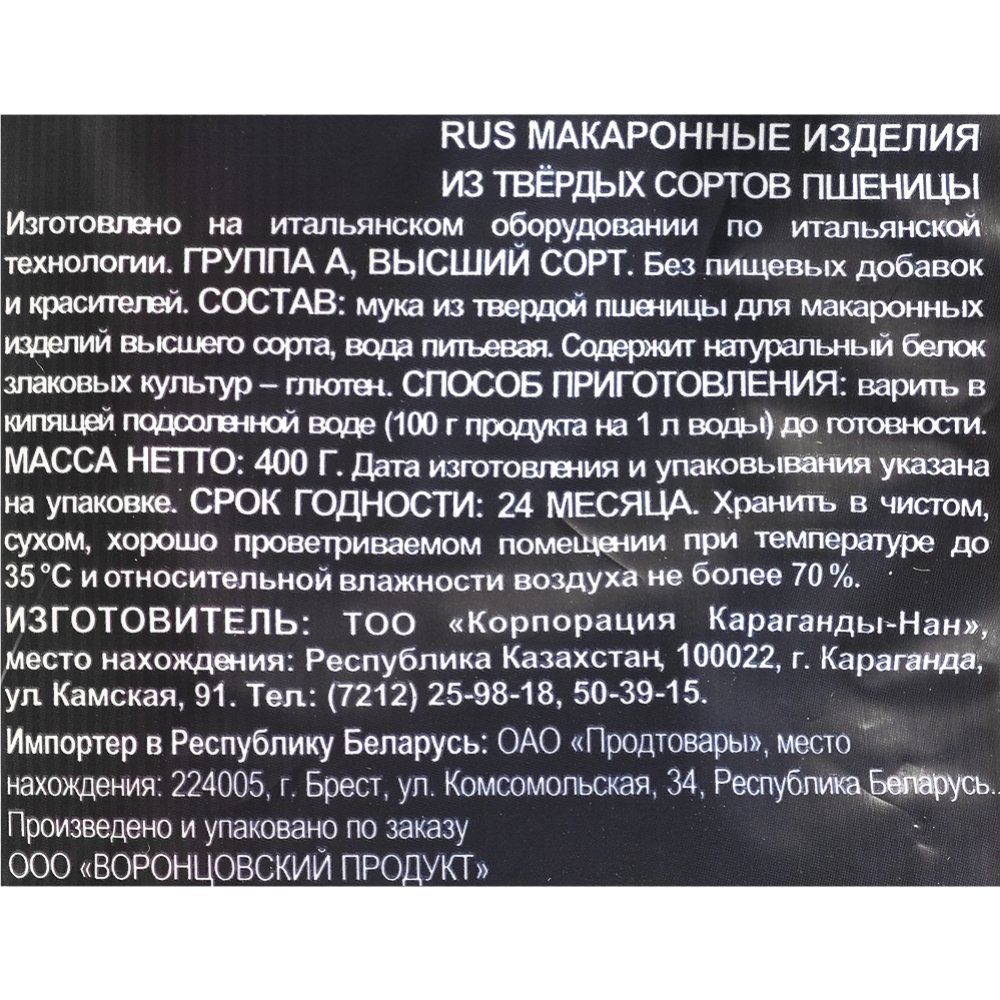 RUS МАКАРОННЫЕ ИЗДЕЛИЯ
ИЗ ТВЁРДЫХ СОРТОВ ПШЕНИЦЫ
Изготовлено на итальянском оборудовании по итальянской
технологии. ГРУППА А, ВЫСШИЙ СОРТ. Без пищевых добавок
и красителей. СОСТАВ: мука из твердой пшеницы для макаронных
изделий высшего сорта, вода питьевая. Содержит натуральный белок
злаковых культур – глютен. СПОСОБ ПРИГОТОВЛЕНИЯ: варить в
кипящей подсоленной воде (100 г продукта на 1 л воды) до готовности.
МАССА НЕТТО: 400 Г. Дата изготовления и упаковывания указана
на упаковке. СРОК ГОДНОСТИ: 24 МЕСЯЦА. Хранить в чистом,
сухом, хорошо проветриваемом помещении при температуре до
35 °С и относительной влажности воздуха не более 70 %.
ИЗГОТОВИТЕЛЬ: ТОО «Корпорация Караганды-Нан»,
место нахождения: Республика Казахстан, 100022, г. Караганда,
ул. Камская, 91. Тел.: (7212) 25-98-18, 50-39-15.
Импортер в Республику Беларусь: ОАО «Продтовары», место
нахождения: 224005, г. Брест, ул. Комсомольская, 34, Республика Беларусь..
Произведено и упаковано по заказу
ООО «ВОРОНЦОВСКИЙ ПРОДУКТ»